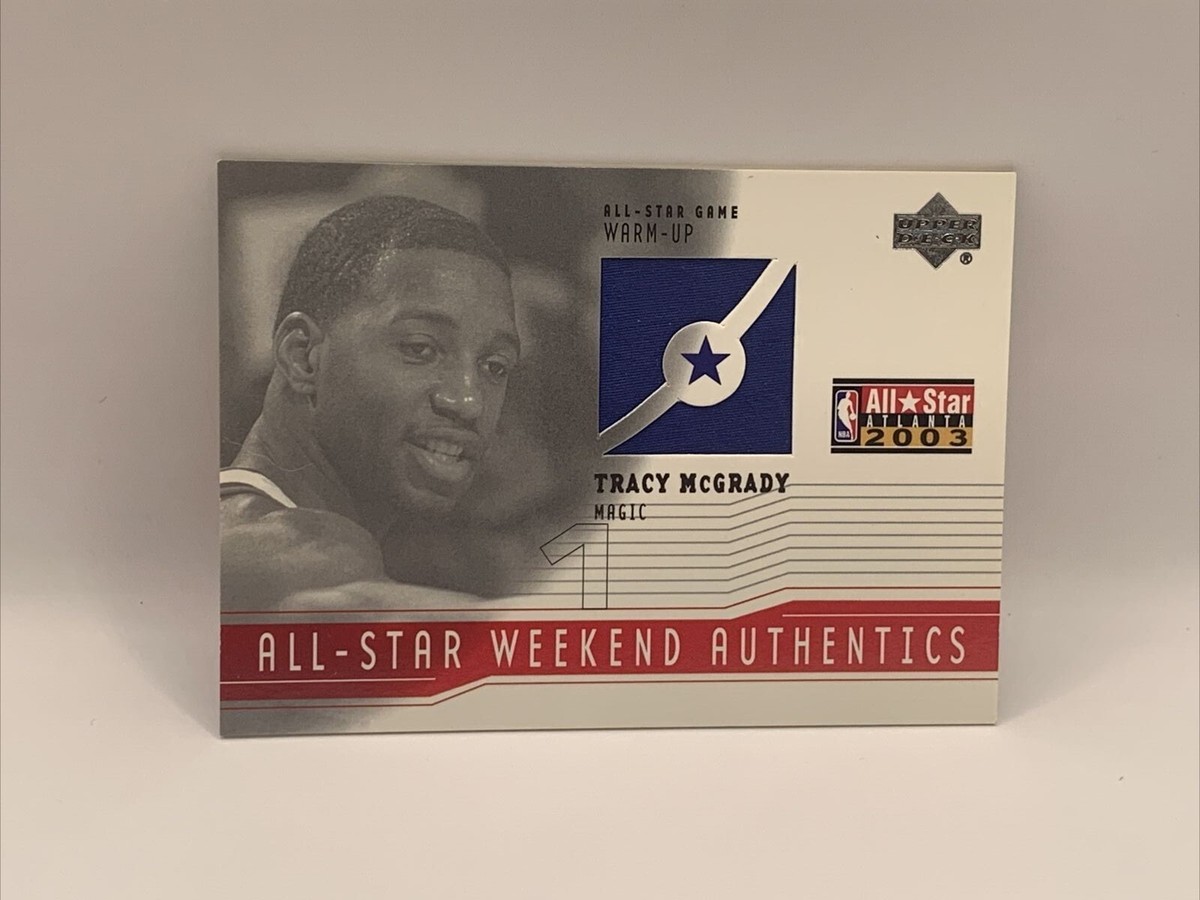 ALL-STAR GAME
WARM-UP
UPPER
DECK
®
NBA
All★Star
ATLANTA
2003
TRACY McGRADY
MAGIC
1
ALL-STAR WEEKEND AUTHENTICS